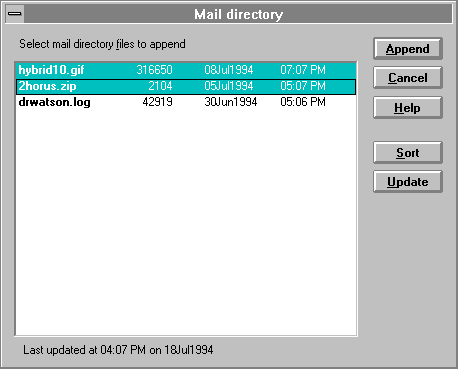 Mail directory
Select mail directory files to append
hybrid10.gif 316650 08Jul1994 07:07 PM
2horus.zip 2104 05Jul1994 05:07 PM
drwatson.log 42919 30Jun1994 05:06 PM
Append
Cancel
Help
Sort
Update
Last updated at 04:07 PM on 18Jul1994